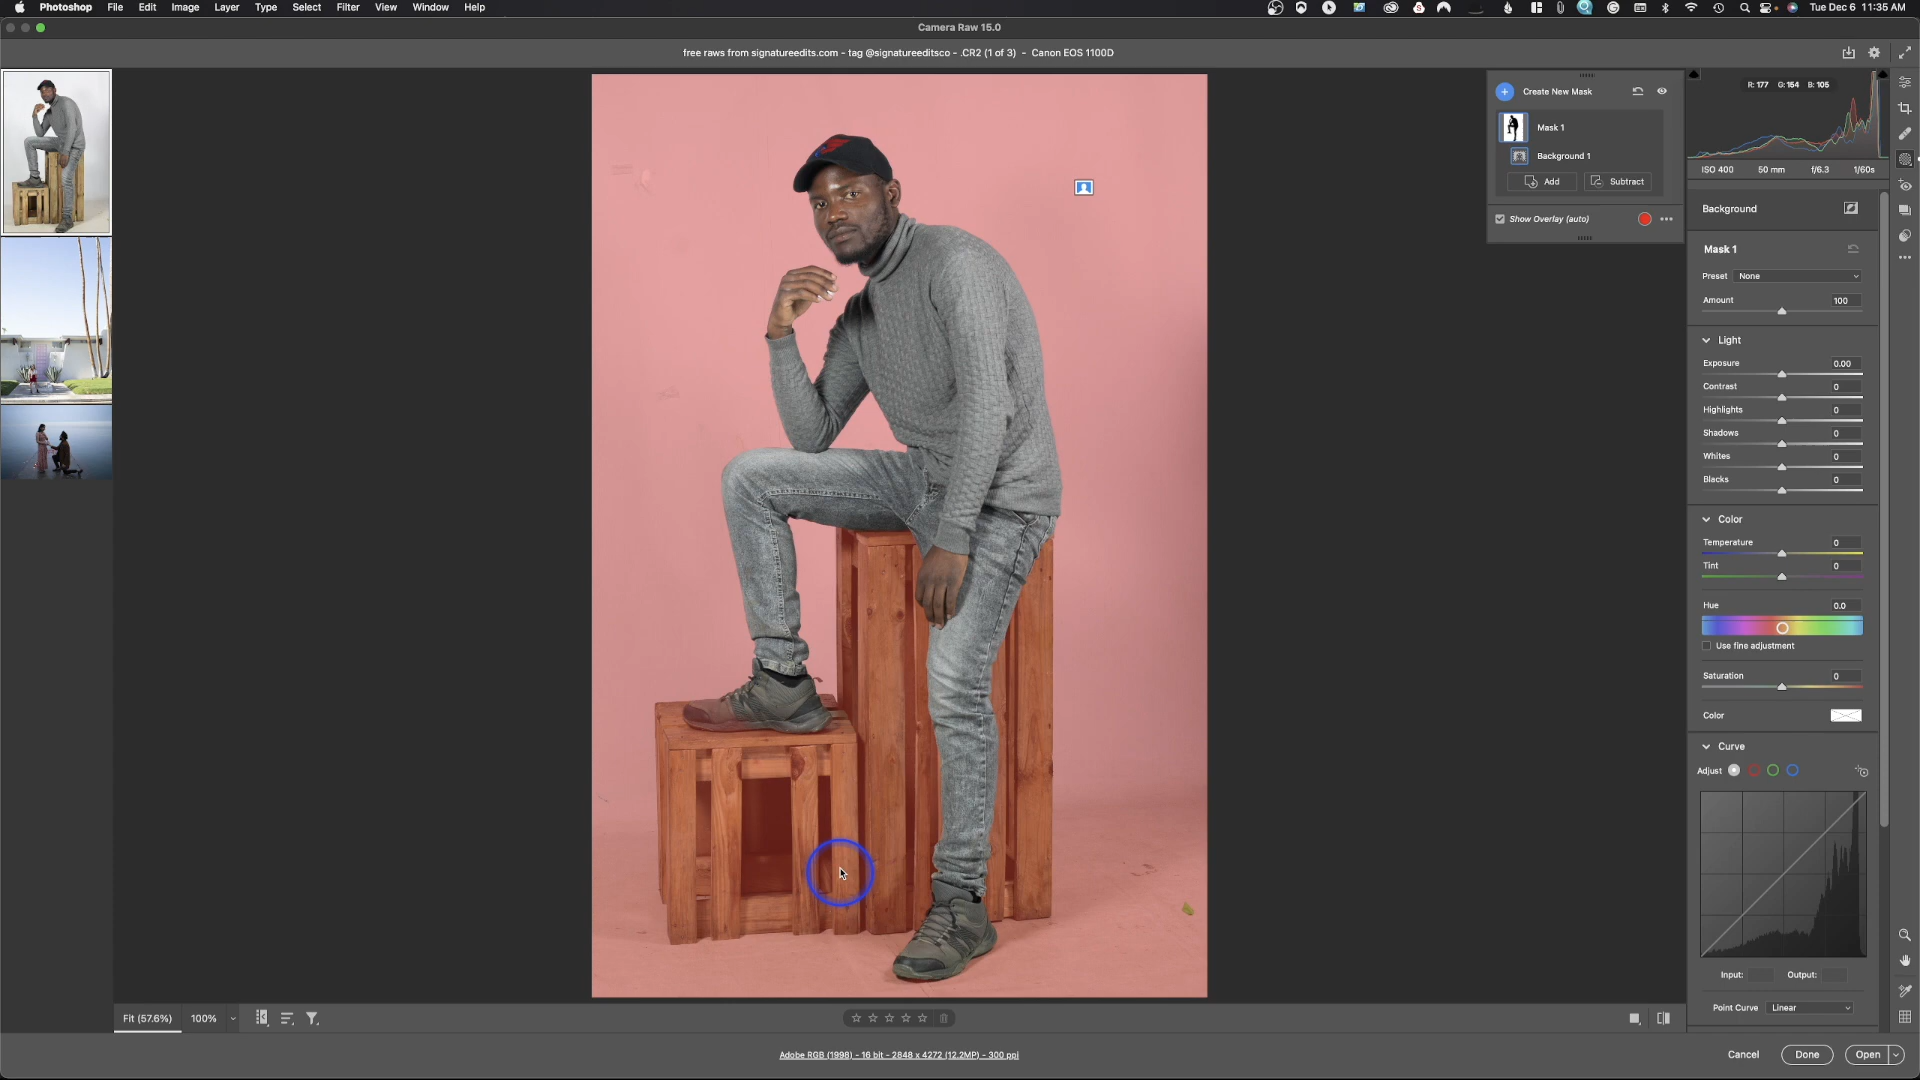 Photoshop File Edit Image Layer Type Select Filter View Window Help
Tue Dec 6 11:35 AM
Camera Raw 15.0
free raws from signatureedits.com - tag @signatureeditsco - .CR2 (1 of 3) - Canon EOS 1100D
R: 177 G: 154 B: 105
ISO 400 50 mm f/6.3 1/60s
Create New Mask
Mask 1
Background 1
Add Subtract
Show Overlay (auto)
Background
Mask 1
Preset None
Amount 100
Light
Exposure 0.00
Contrast 0
Highlights 0
Shadows 0
Whites 0
Blacks 0
Color
Temperature 0
Tint 0
Hue 0.0
Use fine adjustment
Saturation 0
Color
Curve
Adjust
Input: Output:
Point Curve Linear
Fit (57.6%) 100%
Adobe RGB (1998) - 16 bit - 2848 x 4272 (12.2MP) - 300 ppi
Cancel Done Open